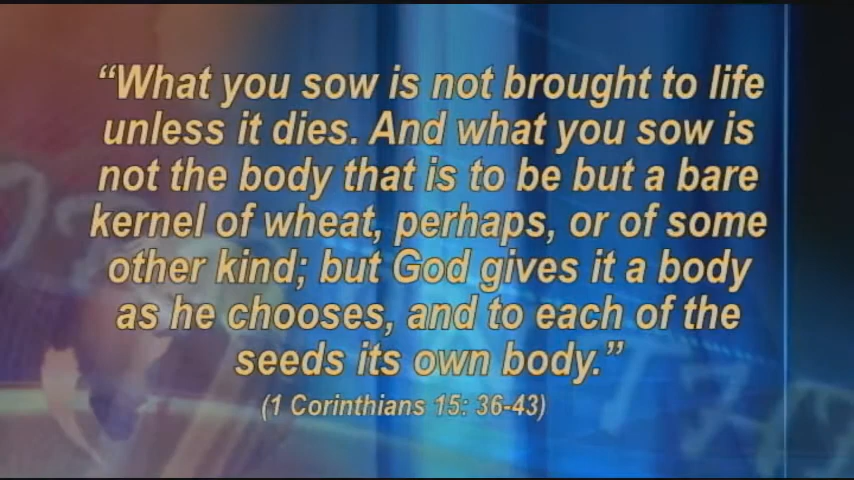 “What you sow is not brought to life
unless it dies. And what you sow is
not the body that is to be but a bare
kernel of wheat, perhaps, or of some
other kind; but God gives it a body
as he chooses, and to each of the
seeds its own body.”
(1 Corinthians 15: 36-43)